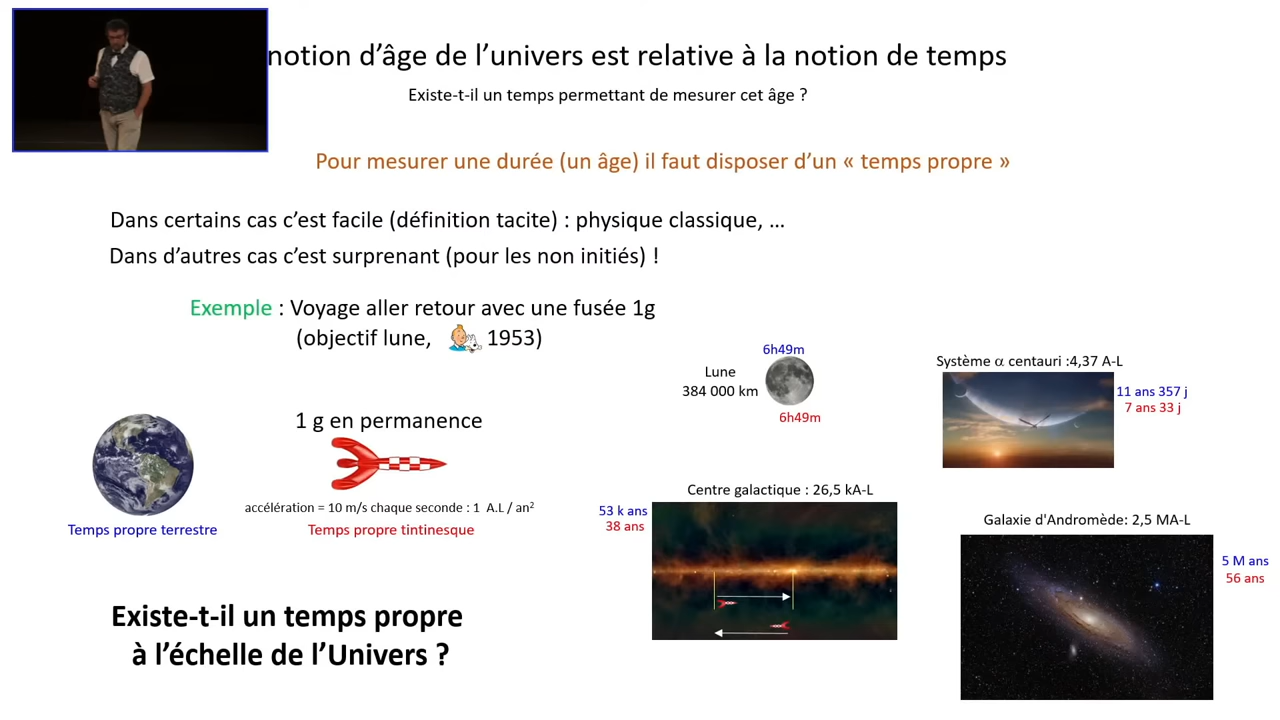 notion d’âge de l’univers est relative à la notion de temps
Existe-t-il un temps permettant de mesurer cet âge ?
Pour mesurer une durée (un âge) il faut disposer d’un « temps propre »
Dans certains cas c’est facile (définition tacite) : physique classique, ...
Dans d’autres cas c’est surprenant (pour les non initiés) !
Exemple : Voyage aller retour avec une fusée 1g
(objectif lune, 1953)
6h49m
Lune
384 000 km
6h49m
Système α centauri :4,37 A-L
11 ans 357 j
7 ans 33 j
1 g en permanence
accélération = 10 m/s chaque seconde : 1 A.L / an²
Temps propre terrestre
Temps propre tintinesque
Centre galactique : 26,5 kA-L
53 k ans
38 ans
Galaxie d'Andromède: 2,5 MA-L
5 M ans
56 ans
Existe-t-il un temps propre
à l’échelle de l’Univers ?